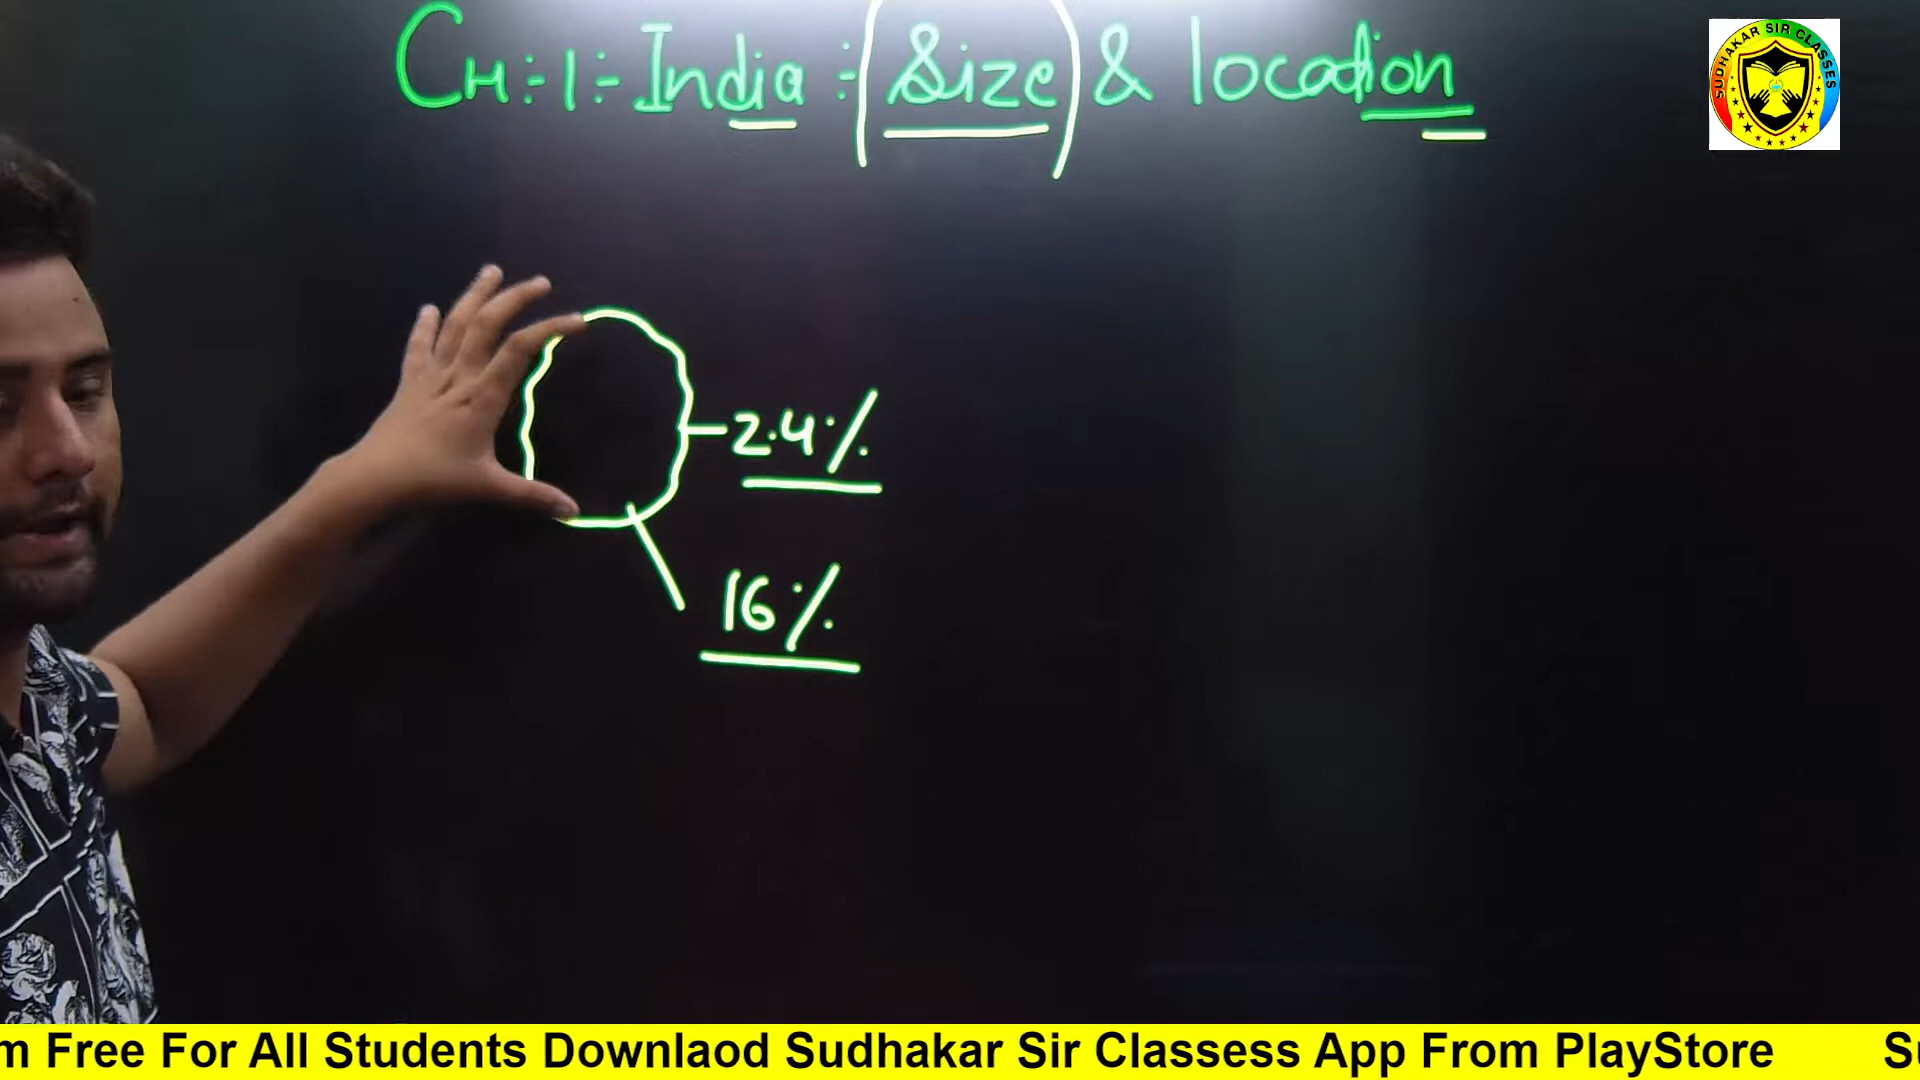 CH:-1:- India :- Size & location
SUDHAKAR SIR CLASSES
2.4%
16%
m Free For All Students Downlaod Sudhakar Sir Classess App From PlayStore Su